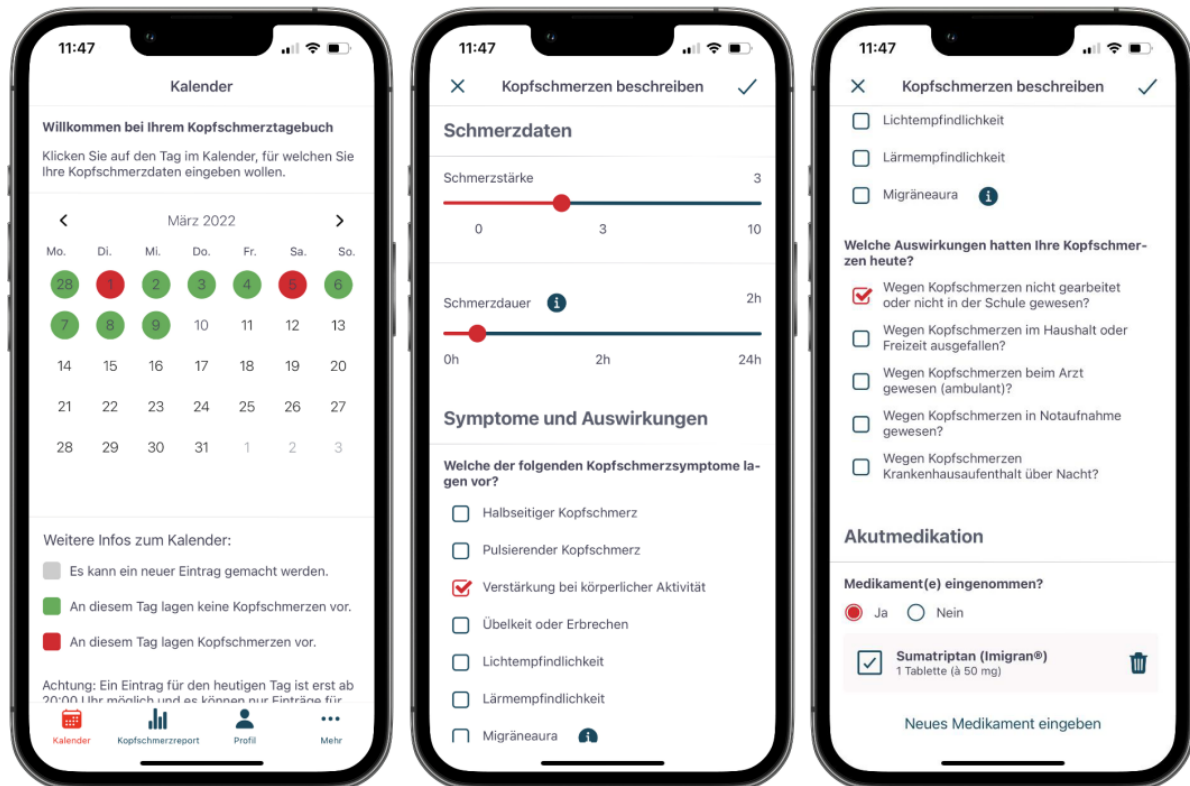 11:47
Kalender
Willkommen bei Ihrem Kopfschmerztagebuch
Klicken Sie auf den Tag im Kalender, für welchen Sie
Ihre Kopfschmerzdaten eingeben wollen.
März 2022
Mo. Di. Mi. Do. Fr. Sa. So.
28 1 2 3 4 5 6
7 8 9 10 11 12 13
14 15 16 17 18 19 20
21 22 23 24 25 26 27
28 29 30 31 1 2 3
Weitere Infos zum Kalender:
Es kann ein neuer Eintrag gemacht werden.
An diesem Tag lagen keine Kopfschmerzen vor.
An diesem Tag lagen Kopfschmerzen vor.
Achtung: Ein Eintrag für den heutigen Tag ist erst ab
20:00 Uhr möglich und es können nur Einträge für
Kalender Kopfschmerzreport Profil Mehr
11:47
Kopfschmerzen beschreiben
Schmerzdaten
Schmerzstärke 3
0 3 10
Schmerzdauer 2h
0h 2h 24h
Symptome und Auswirkungen
Welche der folgenden Kopfschmerzsymptome la-
gen vor?
Halbseitiger Kopfschmerz
Pulsierender Kopfschmerz
Verstärkung bei körperlicher Aktivität
Übelkeit oder Erbrechen
Lichtempfindlichkeit
Lärmempfindlichkeit
Migräneaura
11:47
Kopfschmerzen beschreiben
Lichtempfindlichkeit
Lärmempfindlichkeit
Migräneaura
Welche Auswirkungen hatten Ihre Kopfschmer-
zen heute?
Wegen Kopfschmerzen nicht gearbeitet
oder nicht in der Schule gewesen?
Wegen Kopfschmerzen im Haushalt oder
Freizeit ausgefallen?
Wegen Kopfschmerzen beim Arzt
gewesen (ambulant)?
Wegen Kopfschmerzen in Notaufnahme
gewesen?
Wegen Kopfschmerzen
Krankenhausaufenthalt über Nacht?
Akutmedikation
Medikament(e) eingenommen?
Ja Nein
Sumatriptan (Imigran®)
1 Tablette (à 50 mg)
Neues Medikament eingeben